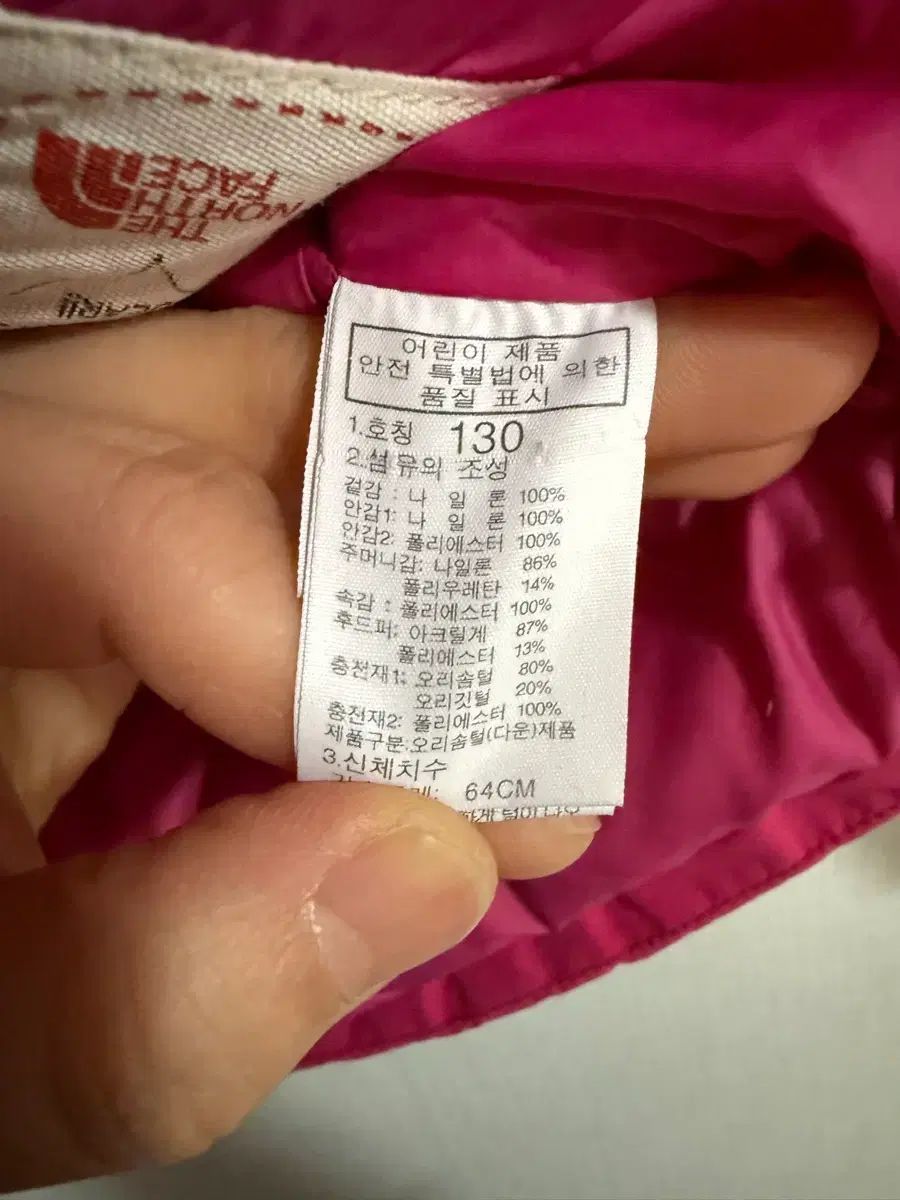 THE
NORTH
FACE
어린이 제품
안전 특별법에 의한
품질 표시
1.호칭 130
2.섬유의 조성
겉감 : 나 일 론 100%
안감1: 나 일 론 100%
안감2: 폴리에스터 100%
주머니감: 나일론 86%
폴리우레탄 14%
속감 : 폴리에스터 100%
후드퍼: 아크릴계 87%
폴리에스터 13%
충전재1: 오리솜털 80%
오리깃털 20%
충전재2: 폴리에스터 100%
제품구분:오리솜털(다운)제품
3.신체치수
64CM